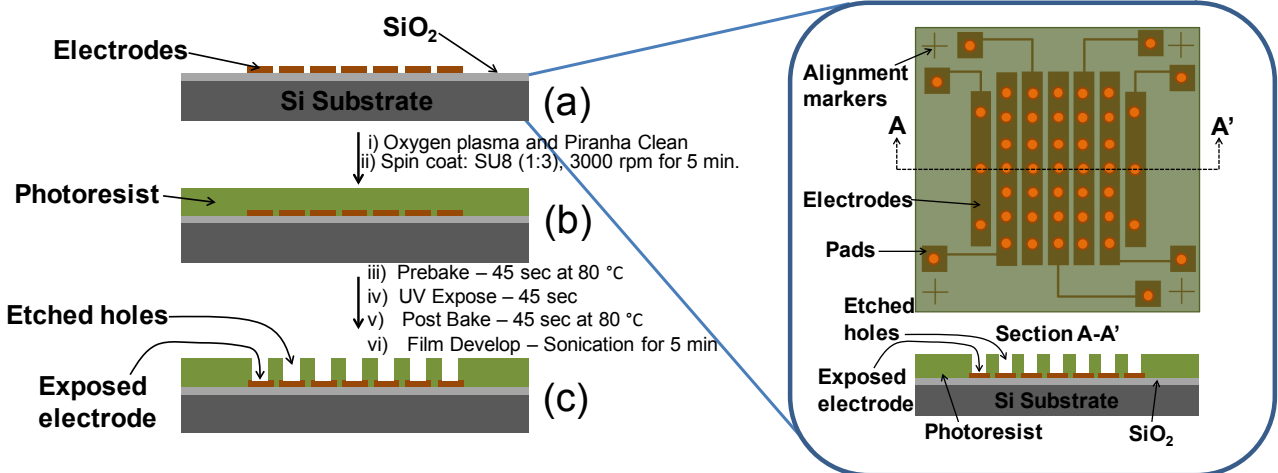 Electrodes
SiO2
Si Substrate
(a)
i) Oxygen plasma and Piranha Clean
ii) Spin coat: SU8 (1:3), 3000 rpm for 5 min.
Photoresist
(b)
iii) Prebake – 45 sec at 80 °C
iv) UV Expose – 45 sec
v) Post Bake – 45 sec at 80 °C
vi) Film Develop – Sonication for 5 min
Etched holes
Exposed
electrode
(c)
Alignment
markers
A
A'
Electrodes
Pads
Etched
holes
Section A-A'
Exposed
electrode
Si Substrate
Photoresist
SiO2